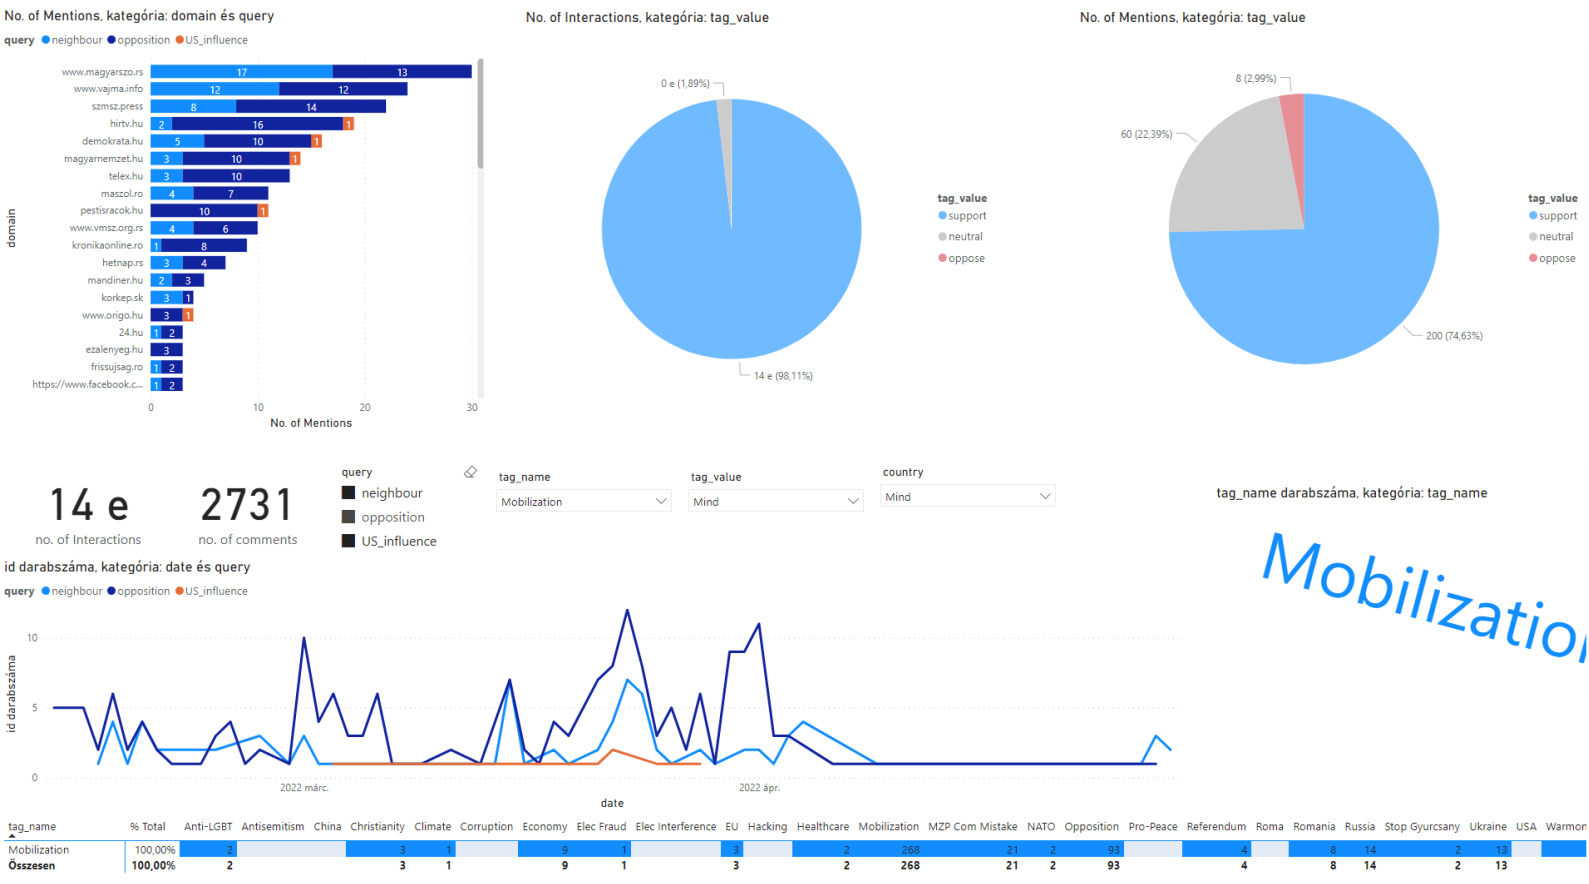 No. of Mentions, kategória: domain és query
query neighbour opposition US_influence
domain
www.magyarszo.rs 17 13
www.vajma.info 12 12
szmsz.press 8 14
hirtv.hu 2 16 1
demokrata.hu 5 10 1
magyarnemzet.hu 3 10 1
telex.hu 3 10
maszol.ro 4 7
pestisracok.hu 10 1
www.vmsz.org.rs 4 6
kronikaonline.ro 1 8
hetnap.rs 3 4
mandiner.hu 2 3
korkep.sk 3 1
www.origo.hu 3 1
24.hu 1 2
ezalenyeg.hu 3
frissujsag.ro 1 2
https://www.facebook.c... 1 2
0 10 20 30
No. of Mentions
No. of Interactions, kategória: tag_value
0 e (1,89%)
14 e (98,11%)
tag_value
support
neutral
oppose
No. of Mentions, kategória: tag_value
8 (2,99%)
60 (22,39%)
200 (74,63%)
tag_value
support
neutral
oppose
14 e
no. of Interactions
2731
no. of comments
query
neighbour
opposition
US_influence
tag_name
Mobilization
tag_value
Mind
country
Mind
tag_name darabszáma, kategória: tag_name
Mobilization
id darabszáma, kategória: date és query
query neighbour opposition US_influence
id darabszáma
10
5
0
2022 márc. 2022 ápr.
date
tag_name % Total Anti-LGBT Antisemitism China Christianity Climate Corruption Economy Elec Fraud Elec Interference EU Hacking Healthcare Mobilization MZP Com Mistake NATO Opposition Pro-Peace Referendum Roma Romania Russia Stop Gyurcsany Ukraine USA Warmon
Mobilization 100,00% 2 3 1 9 1 3 2 268 21 2 93 4 8 14 2 13
Összesen 100,00% 2 3 1 9 1 3 2 268 21 2 93 4 8 14 2 13